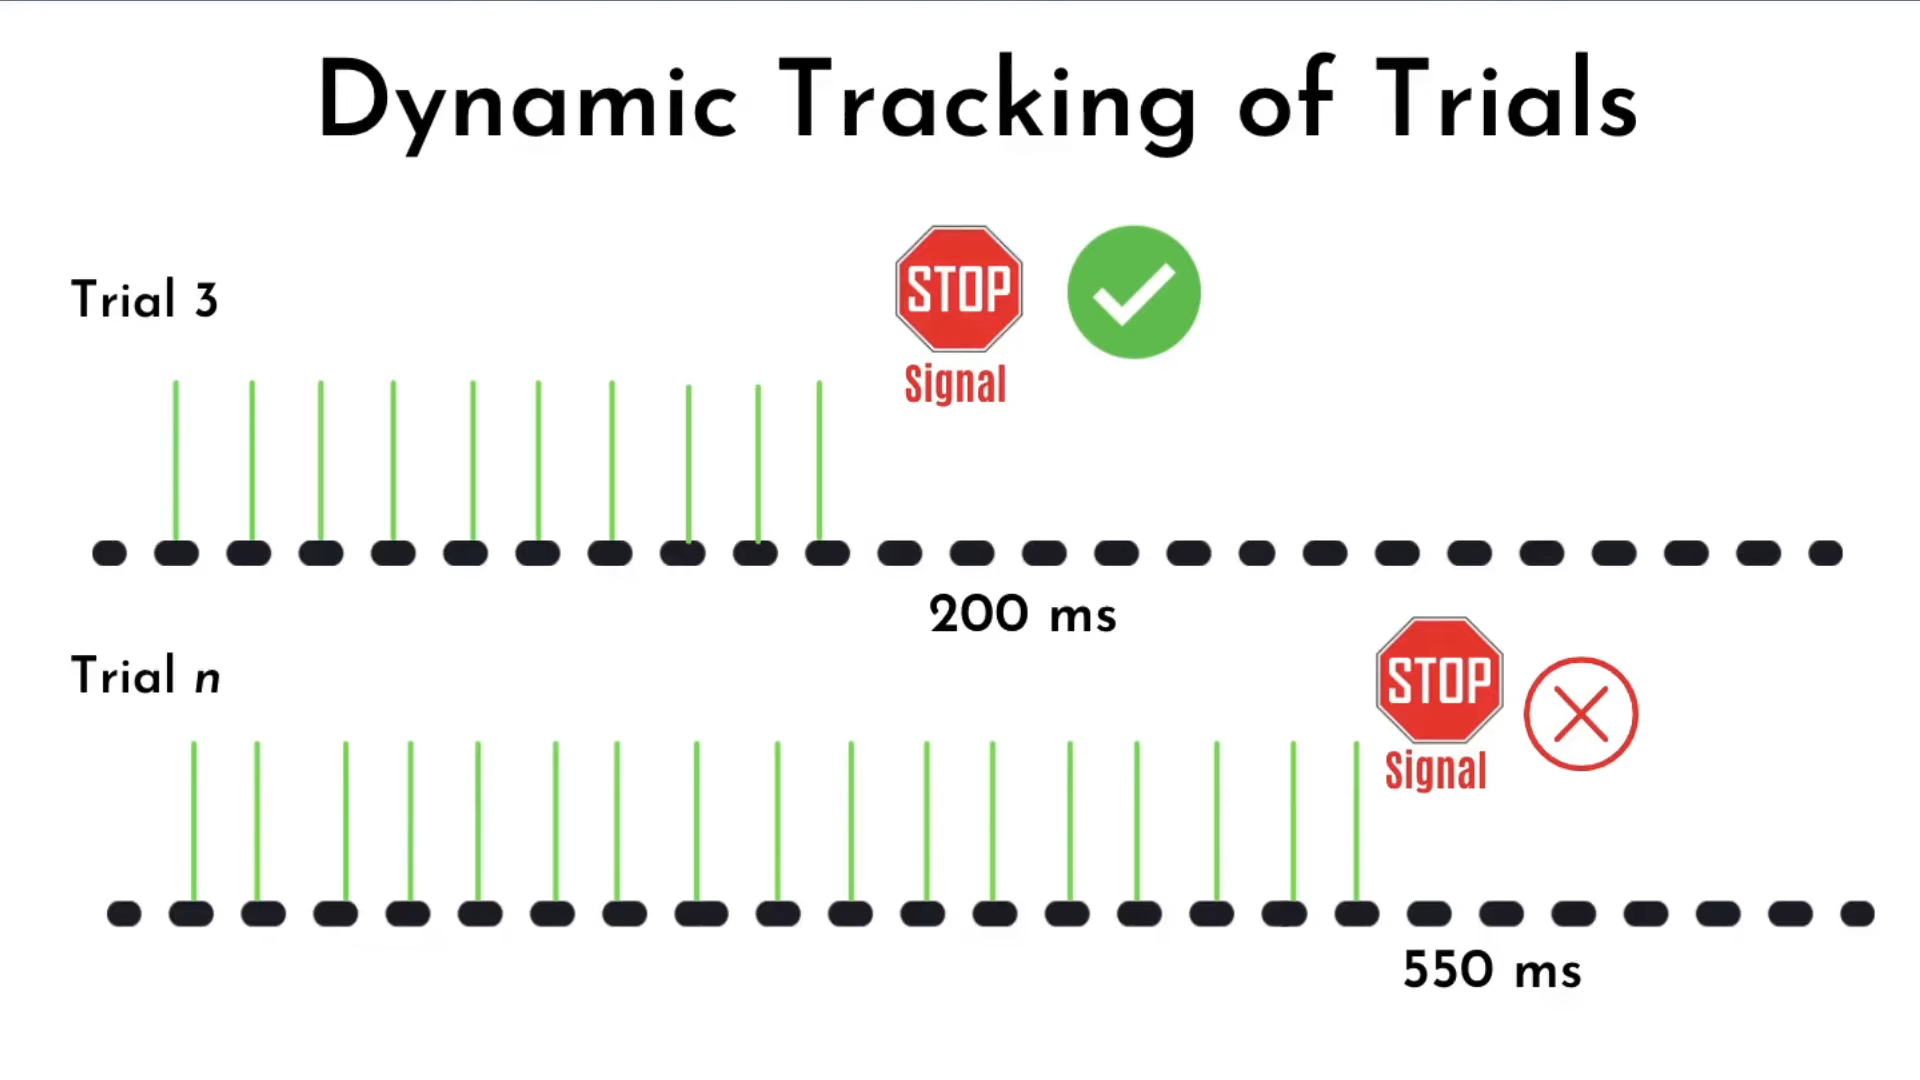 Dynamic Tracking of Trials
Trial 3
STOP
Signal
200 ms
Trial n
STOP
Signal
550 ms